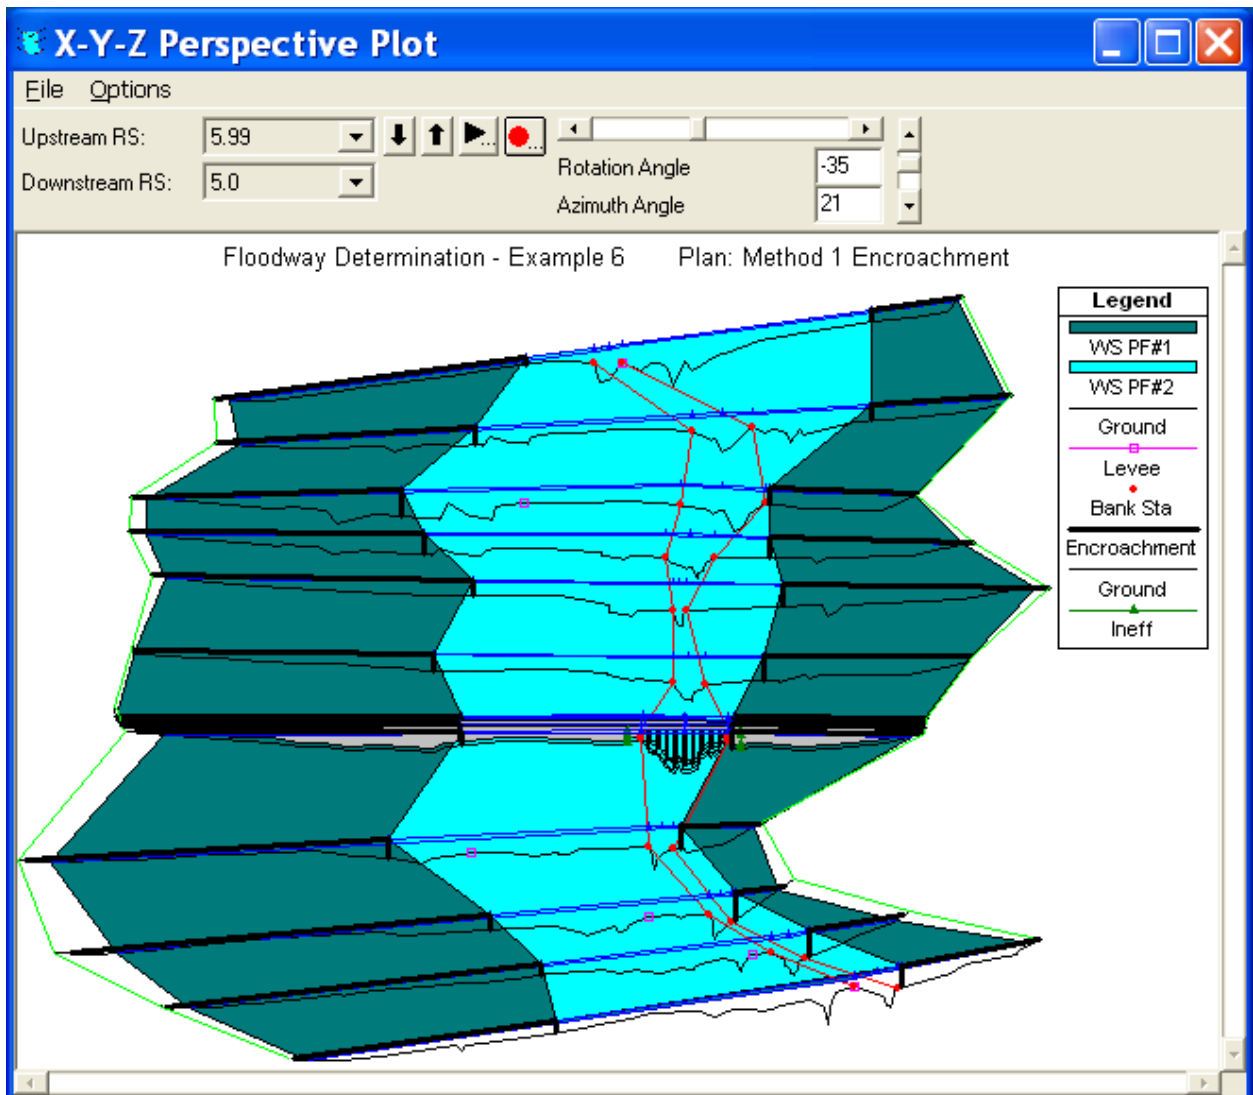 X-Y-Z Perspective Plot
File Options
Upstream RS: 5.99
Downstream RS: 5.0
Rotation Angle -35
Azimuth Angle 21
Floodway Determination - Example 6 Plan: Method 1 Encroachment
Legend
WS PF#1
WS PF#2
Ground
Levee
Bank Sta
Encroachment
Ground
Ineff